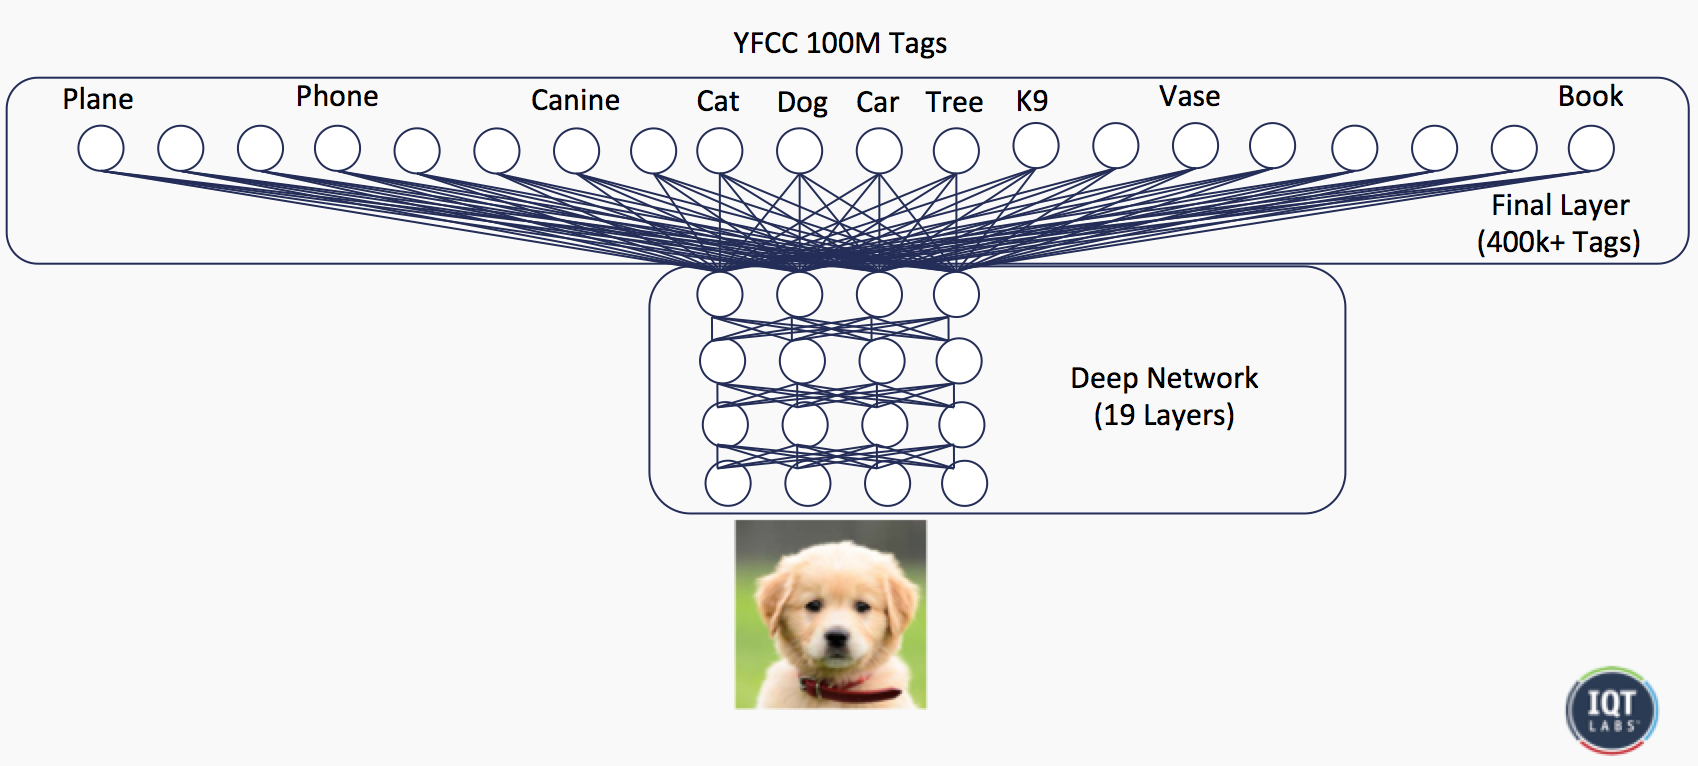 YFCC 100M Tags
Plane Phone Canine Cat Dog Car Tree K9 Vase Book
Final Layer
(400k+ Tags)
Deep Network
(19 Layers)
IQT
LABS